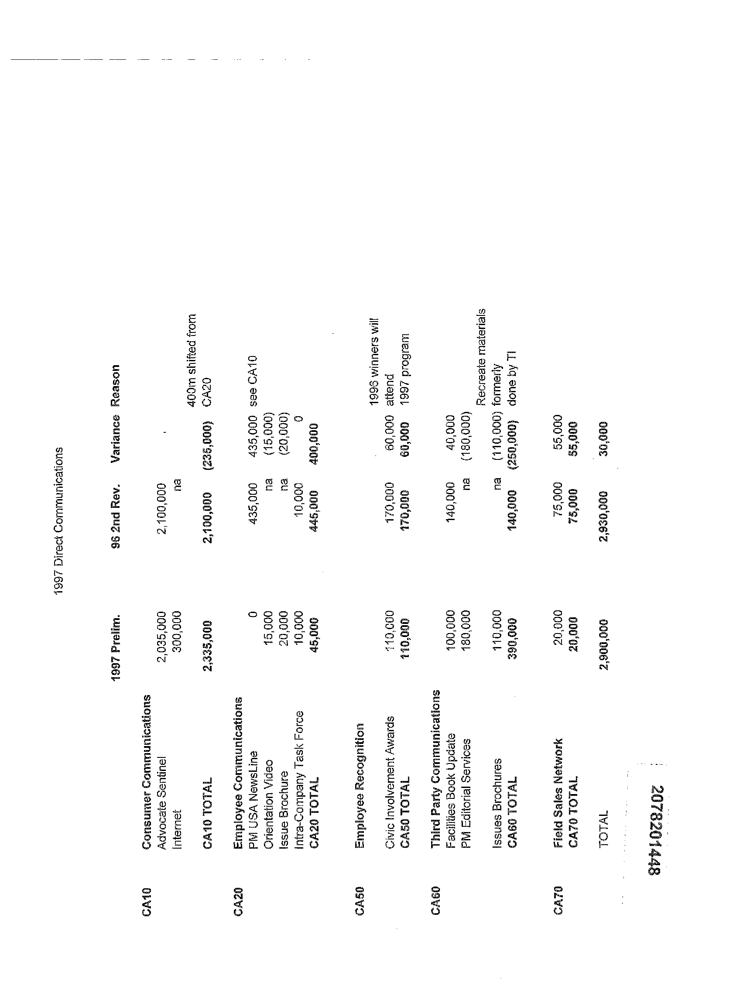 1997 Direct Communications
1997 Prelim. 96 2nd Rev. Variance Reason
CA10 Consumer Communications
Advocate Sentinel 2,035,000 2,100,000
Internet 300,000 na
400m shifted from
CA10 TOTAL 2,335,000 2,100,000 (235,000) CA20
CA20 Employee Communications
PM USA NewsLine 0 435,000 435,000 see CA10
Orientation Video 15,000 na (15,000)
Issue Brochure 20,000 na (20,000)
Intra-Company Task Force 10,000 10,000 0
CA20 TOTAL 45,000 445,000 400,000
CA50 Employee Recognition
1996 winners will
Civic Involvement Awards 110,000 170,000 60,000 attend
CA50 TOTAL 110,000 170,000 60,000 1997 program
CA60 Third Party Communications
Facilities Book Update 100,000 140,000 40,000
PM Editorial Services 180,000 na (180,000)
Recreate materials
Issues Brochures 110,000 na (110,000) formerly
CA60 TOTAL 390,000 140,000 (250,000) done by TI
CA70 Field Sales Network 20,000 75,000 55,000
CA70 TOTAL 20,000 75,000 55,000
TOTAL 2,900,000 2,930,000 30,000
2078201448